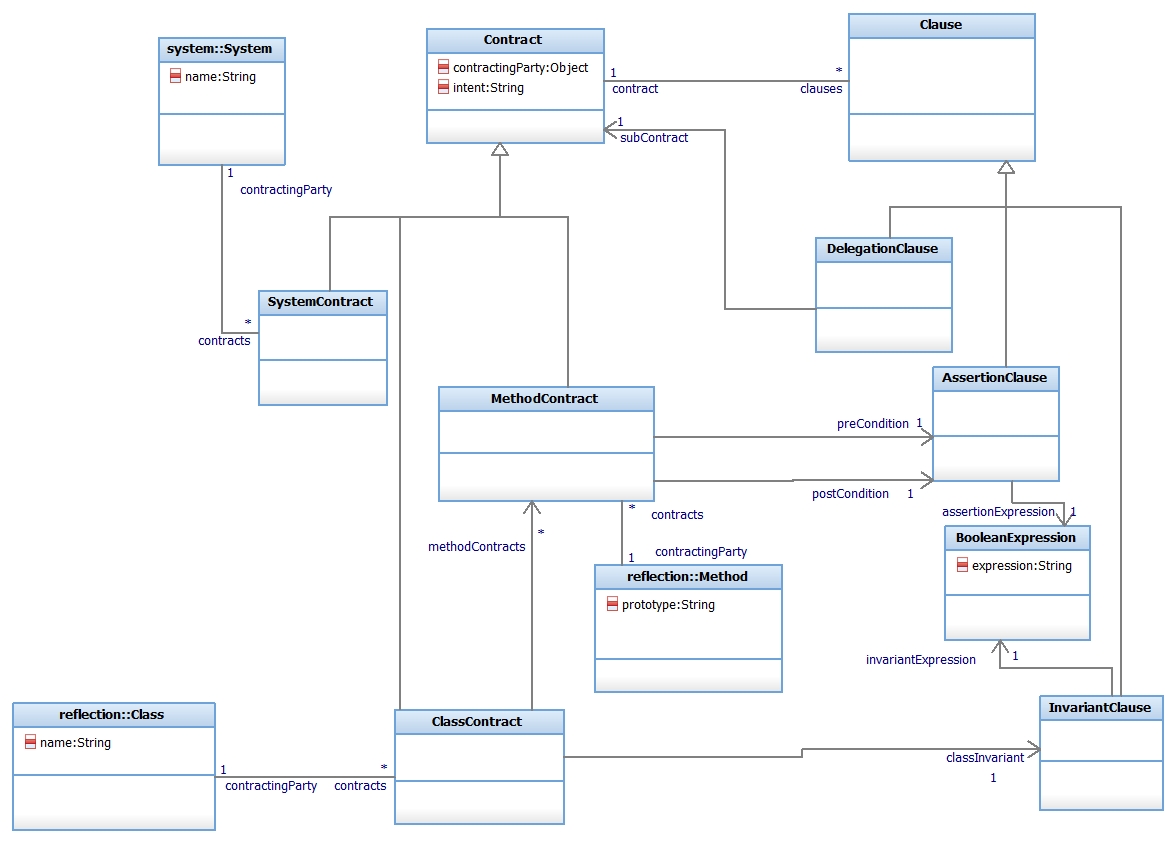 Clause
Contract
system::System
contractingParty:Object
name:String
1
*
intent:String
contract
clauses
1
subContract
1
contractingParty
DelegationClause
SystemContract
*
contracts
AssertionClause
MethodContract
preCondition 1
postCondition 1
*
contracts
assertionExpression 1
*
methodContracts
BooleanExpression
contractingParty
1
expression:String
reflection::Method
prototype:String
invariantExpression 1
InvariantClause
reflection::Class
ClassContract
name:String
classInvariant
1
*
1
contractingParty contracts